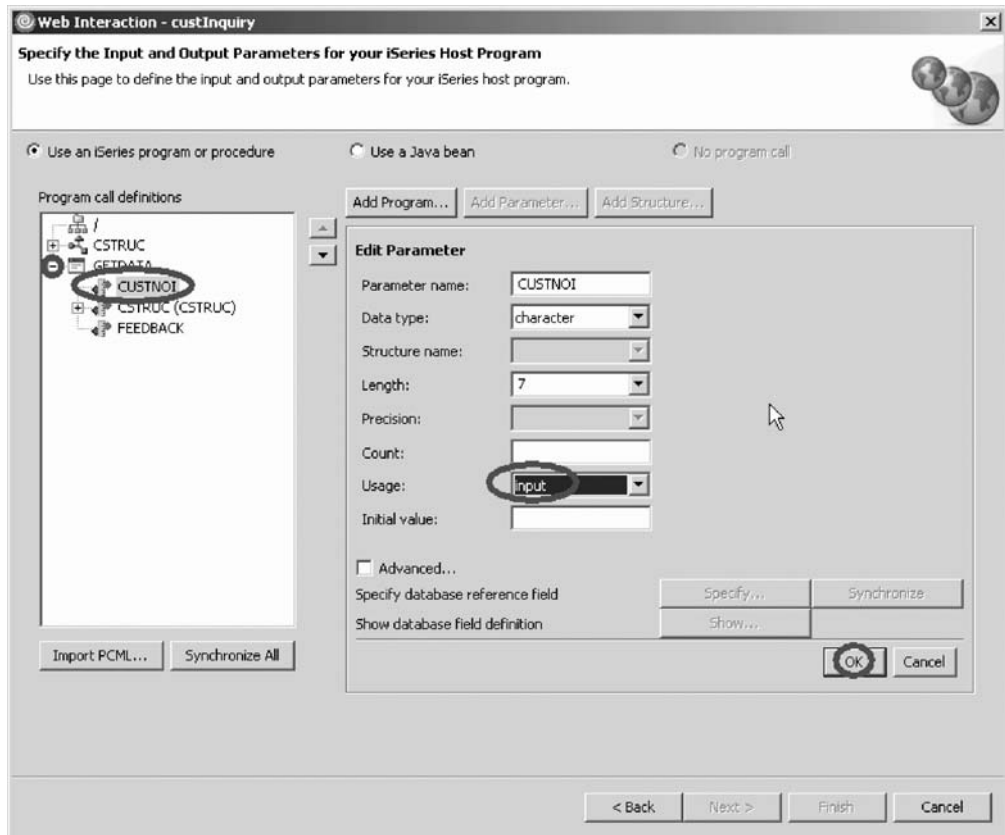 Web Interaction - custInquiry
Specify the Input and Output Parameters for your iSeries Host Program
Use this page to define the input and output parameters for your iSeries host program.
Use an iSeries program or procedure
Use a Java bean
No program call
Program call definitions
/
CSTRUC
GETDATA
CUSTNOI
CSTRUC (CSTRUC)
FEEDBACK
Import PCML...
Synchronize All
Add Program...
Add Parameter...
Add Structure...
Edit Parameter
Parameter name: CUSTNOI
Data type: character
Structure name:
Length: 7
Precision:
Count:
Usage: input
Initial value:
Advanced...
Specify database reference field Specify... Synchronize
Show database field definition Show...
OK Cancel
< Back Next > Finish Cancel